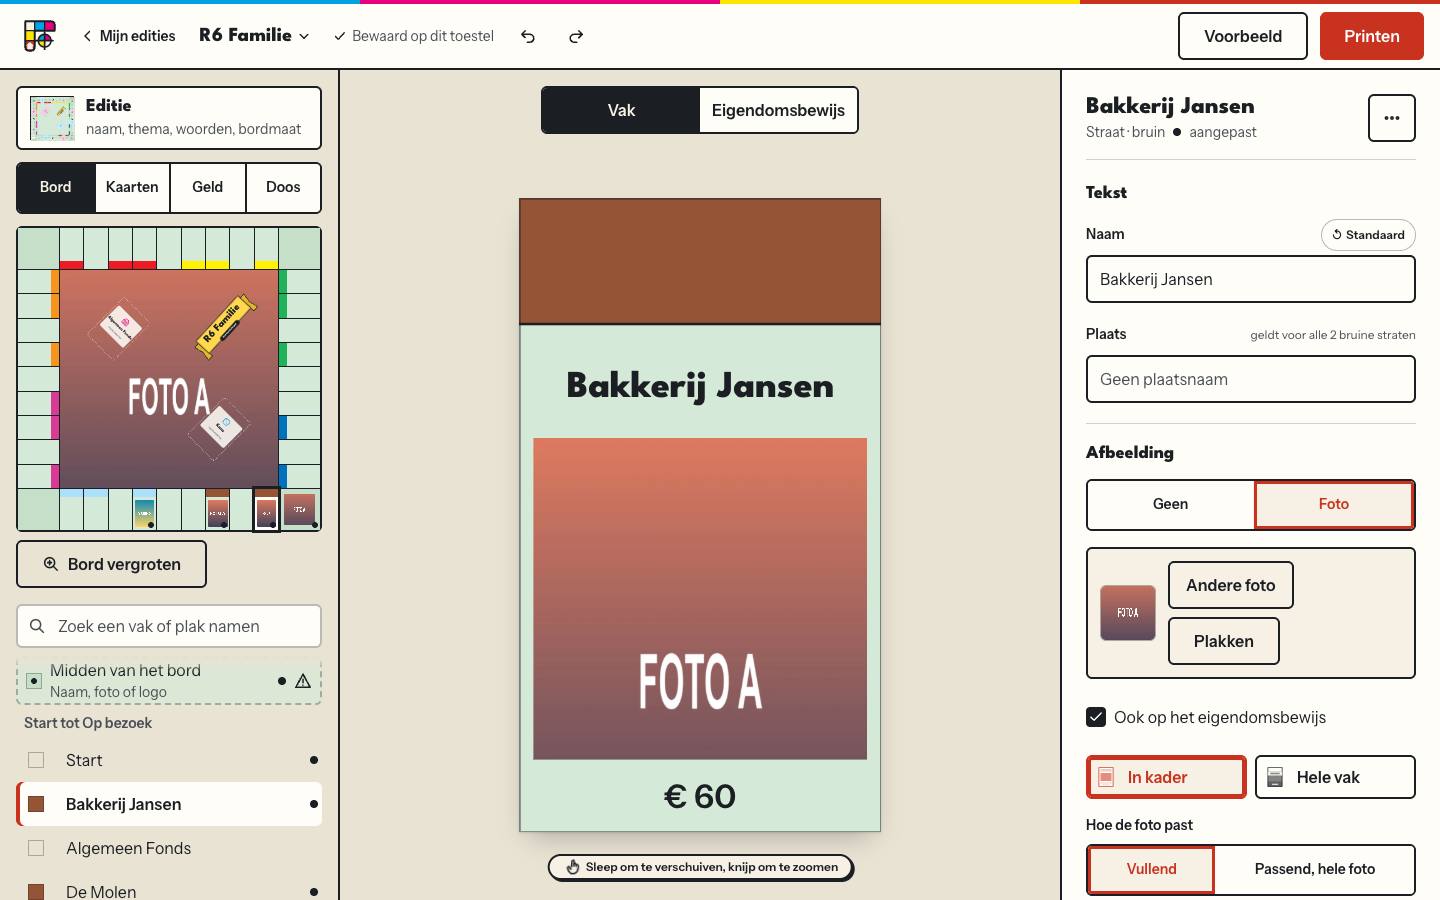 Mijn edities
R6 Familie
Bewaard op dit toestel
Voorbeeld
Printen
Editie
naam, thema, woorden, bordmaat
Bord
Kaarten
Geld
Doos
R6 Familie
FOTO A
Bord vergroten
Zoek een vak of plak namen
Midden van het bord
Naam, foto of logo
Start tot Op bezoek
Start
Bakkerij Jansen
Algemeen Fonds
De Molen
Vak
Eigendomsbewijs
Bakkerij Jansen
FOTO A
€ 60
Sleep om te verschuiven, knijp om te zoomen
Bakkerij Jansen
Straat · bruin ● aangepast
Tekst
Naam
Standaard
Bakkerij Jansen
Plaats
geldt voor alle 2 bruine straten
Geen plaatsnaam
Afbeelding
Geen
Foto
FOTO A
Andere foto
Plakken
Ook op het eigendomsbewijs
In kader
Hele vak
Hoe de foto past
Vullend
Passend, hele foto